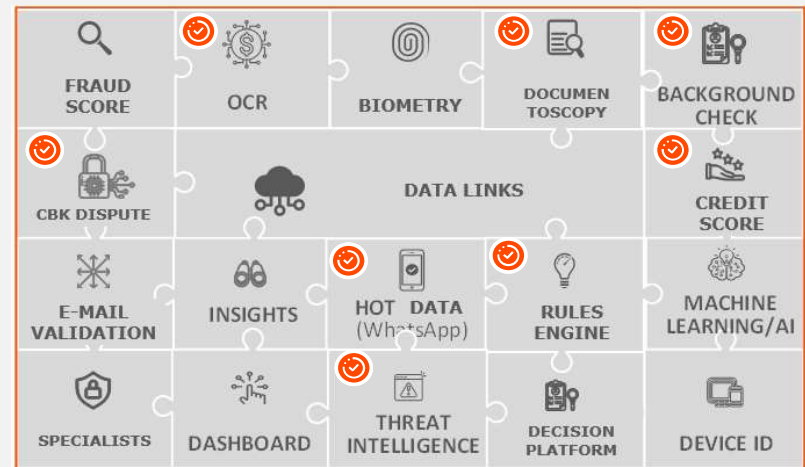 FRAUD
SCORE
OCR
BIOMETRY
DOCUMEN
TOSCOPY
BACKGROUND
CHECK
CBK DISPUTE
DATA LINKS
CREDIT
SCORE
E-MAIL
VALIDATION
INSIGHTS
HOT DATA
(WhatsApp)
RULES
ENGINE
MACHINE
LEARNING/AI
SPECIALISTS
DASHBOARD
THREAT
INTELLIGENCE
DECISION
PLATFORM
DEVICE ID